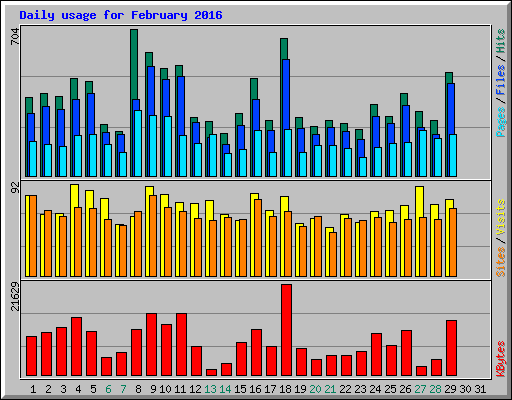 Daily usage for February 2016
704
Pages / Files / Hits
92
Sites / Visits
21629
KBytes
1 2 3 4 5 6 7 8 9 10 11 12 13 14 15 16 17 18 19 20 21 22 23 24 25 26 27 28 29 30 31